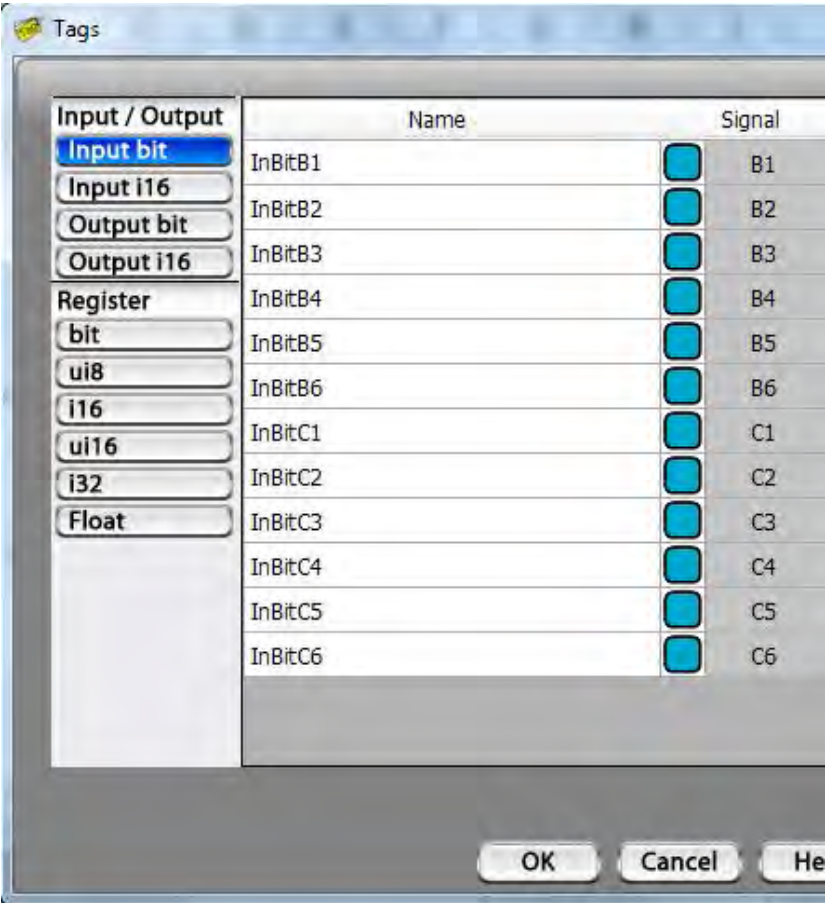 Tags
Input / Output
Input bit
Input i16
Output bit
Output i16
Register
bit
ui8
i16
ui16
i32
Float
Name Signal
InBitB1 B1
InBitB2 B2
InBitB3 B3
InBitB4 B4
InBitB5 B5
InBitB6 B6
InBitC1 C1
InBitC2 C2
InBitC3 C3
InBitC4 C4
InBitC5 C5
InBitC6 C6
OK Cancel He